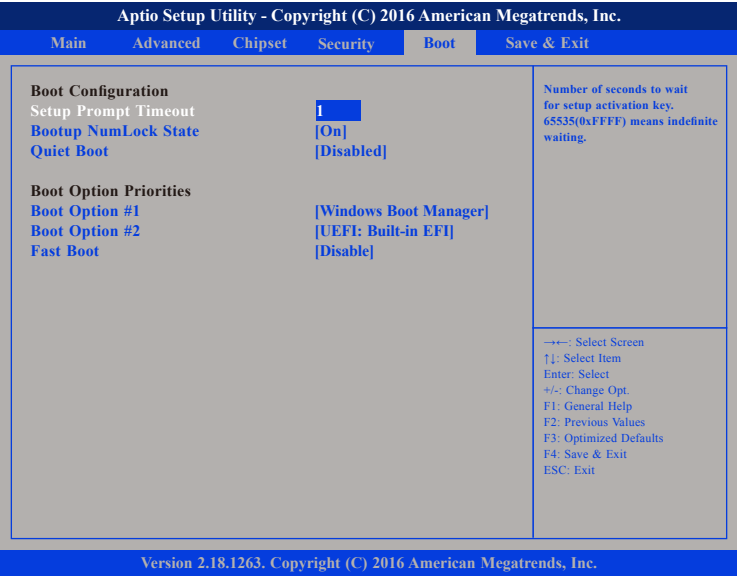 Aptio Setup Utility - Copyright (C) 2016 American Megatrends, Inc.
Main Advanced Chipset Security Boot Save & Exit
Boot Configuration
Setup Prompt Timeout 1
Bootup NumLock State [On]
Quiet Boot [Disabled]
Boot Option Priorities
Boot Option #1 [Windows Boot Manager]
Boot Option #2 [UEFI: Built-in EFI]
Fast Boot [Disable]
Number of seconds to wait
for setup activation key.
65535(0xFFFF) means indefinite
waiting.
→←: Select Screen
↑↓: Select Item
Enter: Select
+/-: Change Opt.
F1: General Help
F2: Previous Values
F3: Optimized Defaults
F4: Save & Exit
ESC: Exit
Version 2.18.1263. Copyright (C) 2016 American Megatrends, Inc.